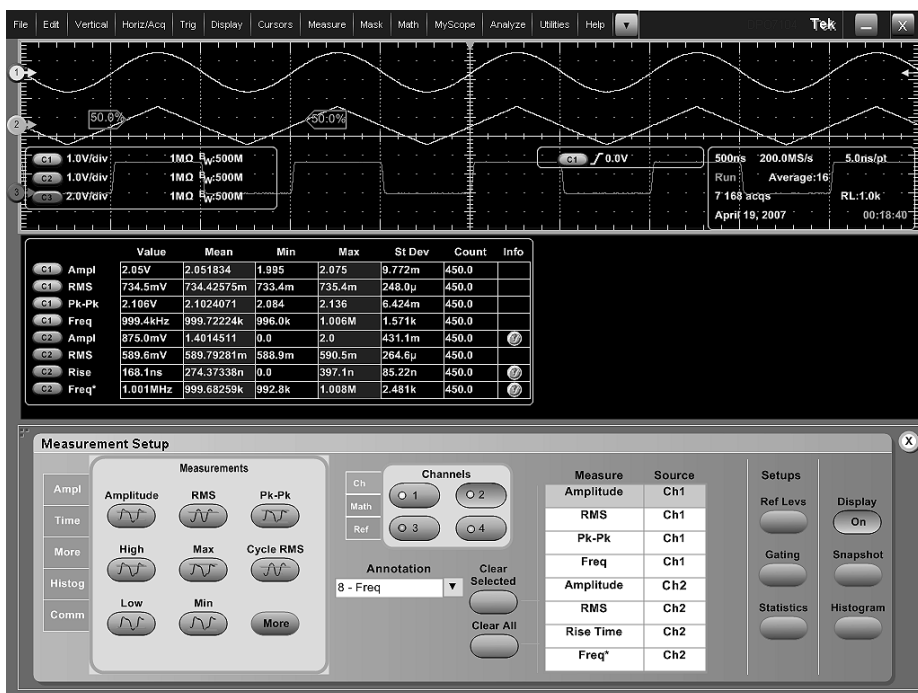 File Edit Vertical Horiz/Acq Trig Display Cursors Measure Mask Math MyScope Analyze Utilities Help Tek X
1
2 50.0% 50.0%
3
C1 1.0V/div 1MΩ BW:500M
C2 1.0V/div 1MΩ BW:500M
C3 2.0V/div 1MΩ BW:500M
C1 0.0V
500ns 200.0MS/s 5.0ns/pt
Run Average:16
7 168 acqs RL:1.0k
April 19, 2007 00:18:40
Value Mean Min Max St Dev Count Info
C1 Ampl 2.05V 2.051834 1.995 2.075 9.772m 450.0
C1 RMS 734.5mV 734.42575m 733.4m 735.4m 248.0µ 450.0
C1 Pk-Pk 2.106V 2.1024071 2.084 2.136 6.424m 450.0
C1 Freq 999.4kHz 999.72224k 996.0k 1.006M 1.571k 450.0
C2 Ampl 875.0mV 1.4014511 0.0 2.0 431.1m 450.0
C2 RMS 589.6mV 589.79281m 588.9m 590.5m 264.6µ 450.0
C2 Rise 168.1ns 274.37338n 0.0 397.1n 85.22n 450.0
C2 Freq* 1.001MHz 999.68259k 992.8k 1.008M 2.481k 450.0
Measurement Setup X
Ampl
Time
More
Histog
Comm
Measurements
Amplitude RMS Pk-Pk
High Max Cycle RMS
Low Min
More
Ch
Math
Ref
Channels
1 2
3 4
Annotation
8 - Freq
Clear Selected
Clear All
Measure Source
Amplitude Ch1
RMS Ch1
Pk-Pk Ch1
Freq Ch1
Amplitude Ch2
RMS Ch2
Rise Time Ch2
Freq* Ch2
Setups
Ref Levs
Gating
Statistics
Display
On
Snapshot
Histogram